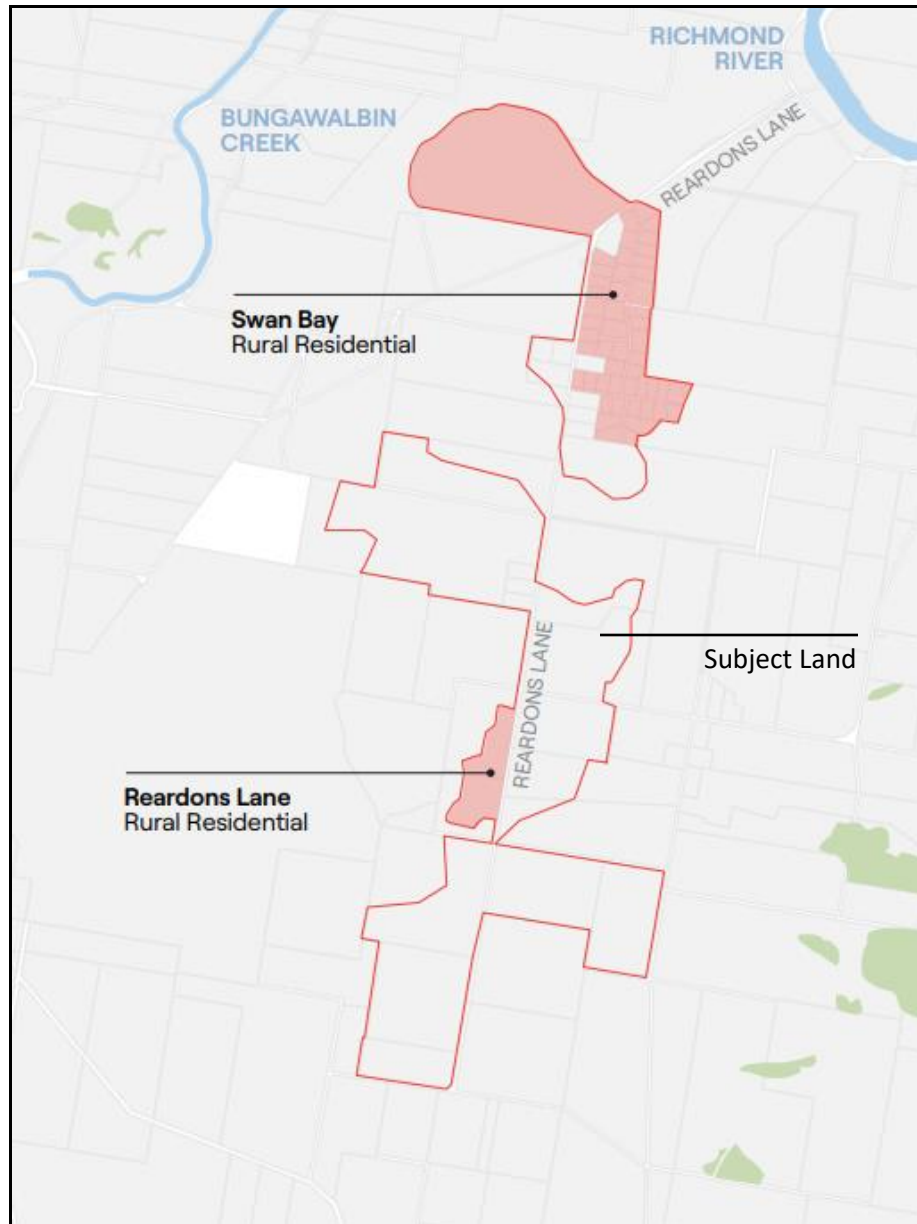 RICHMOND
RIVER
BUNGAWALBIN
CREEK
REARDONS LANE
Swan Bay
Rural Residential
REARDONS LANE
Subject Land
Reardons Lane
Rural Residential